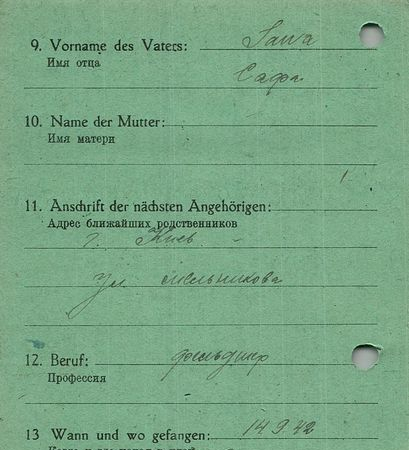 9. Vorname des Vaters: Sawa
Имя отца
Сафа
10. Name der Mutter:
Имя матери
11. Anschrift der nächsten Angehörigen:
Адрес ближайших родственников
г. Киев
Ул мельникова
12. Beruf:
Профессия
13 Wann und wo gefangen: 14.9.42